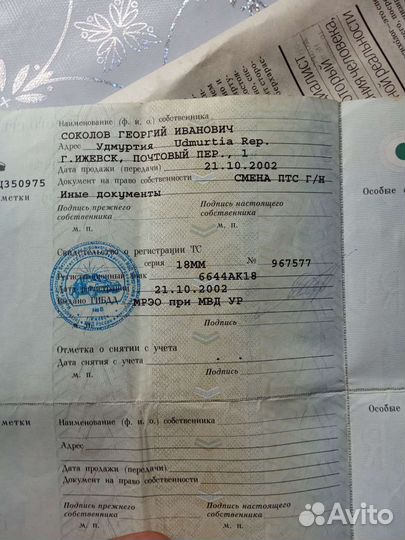 Наименование (ф. и. о.) собственника
СОКОЛОВ ГЕОРГИЙ ИВАНОВИЧ
Адрес Удмуртия Udmurtia Rep.
Г.ИЖЕВСК, ПОЧТОВЫЙ ПЕР., 1
Дата продажи (передачи) 21.10.2002
Документ на право собственности СМЕНА ПТС Г/Н
Иные документы
Подпись прежнего собственника Подпись настоящего собственника
М. П. М. П.
Свидетельство о регистрации ТС
серия 18ММ № 967577
Регистрационный знак 6644АК18
Дата регистрации 21.10.2002
Выдано ГИБДД МРЭО при МВД УР
М. П. Подпись
Отметка о снятии с учета
Дата снятия с учета
М. П. Подпись
Наименование (ф. и. о.) собственника
Адрес
Дата продажи (передачи)
Документ на право собственности
Подпись прежнего собственника Подпись настоящего собственника
М. П. М. П.
350975
метки
метки
Особые
Особые
Avito